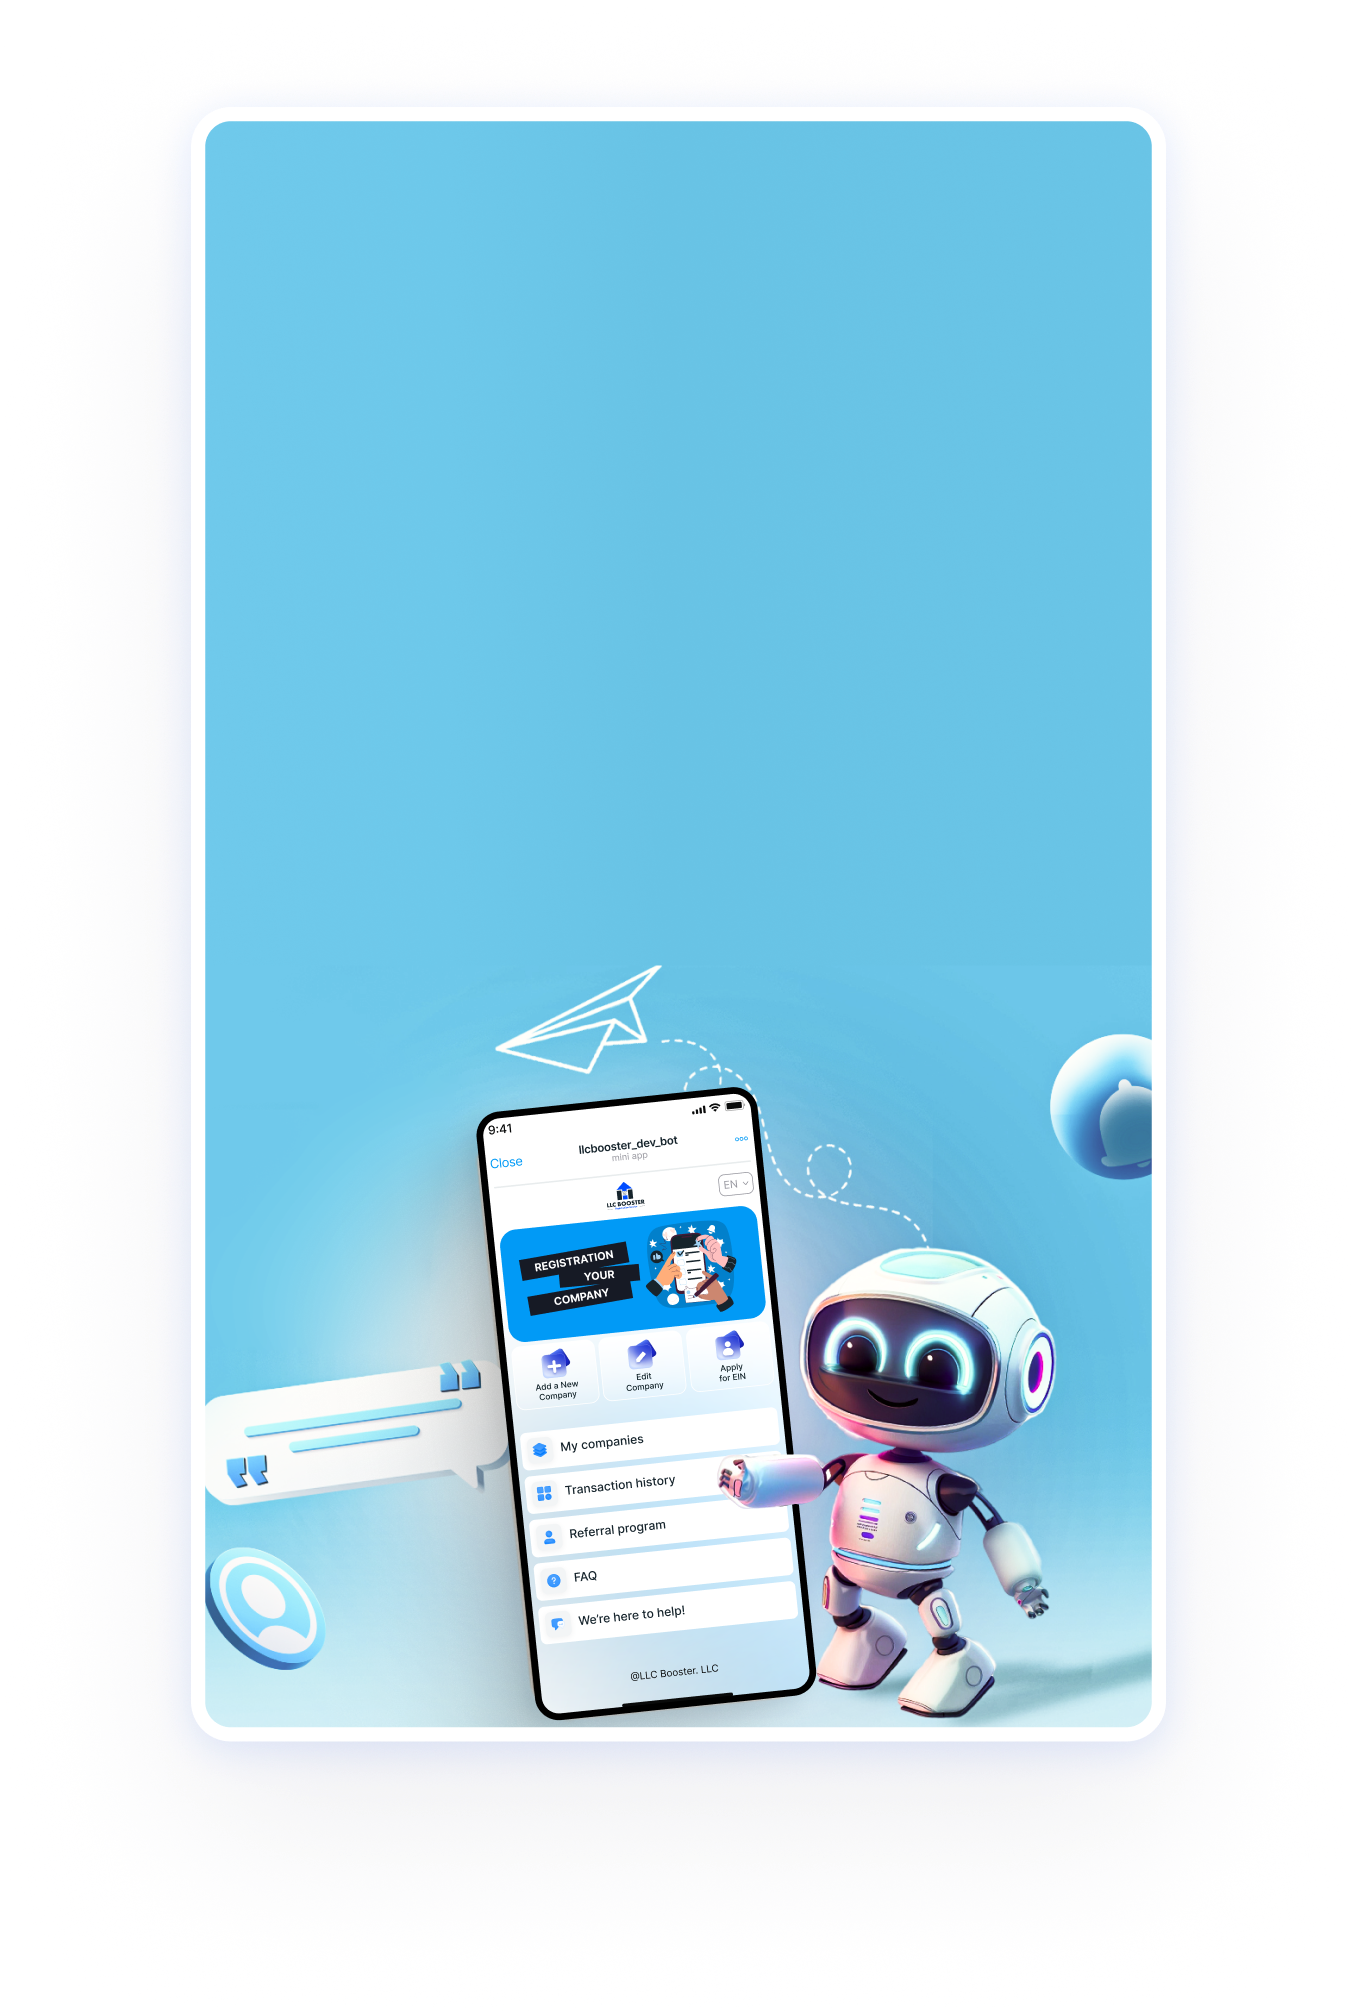 9:41
Close
llcbooster_dev_bot
mini app
LLC BOOSTER
EN
REGISTRATION
YOUR
COMPANY
Add a New
Company
Edit
Company
Apply
for EIN
My companies
Transaction history
Referral program
FAQ
We're here to help!
@LLC Booster. LLC